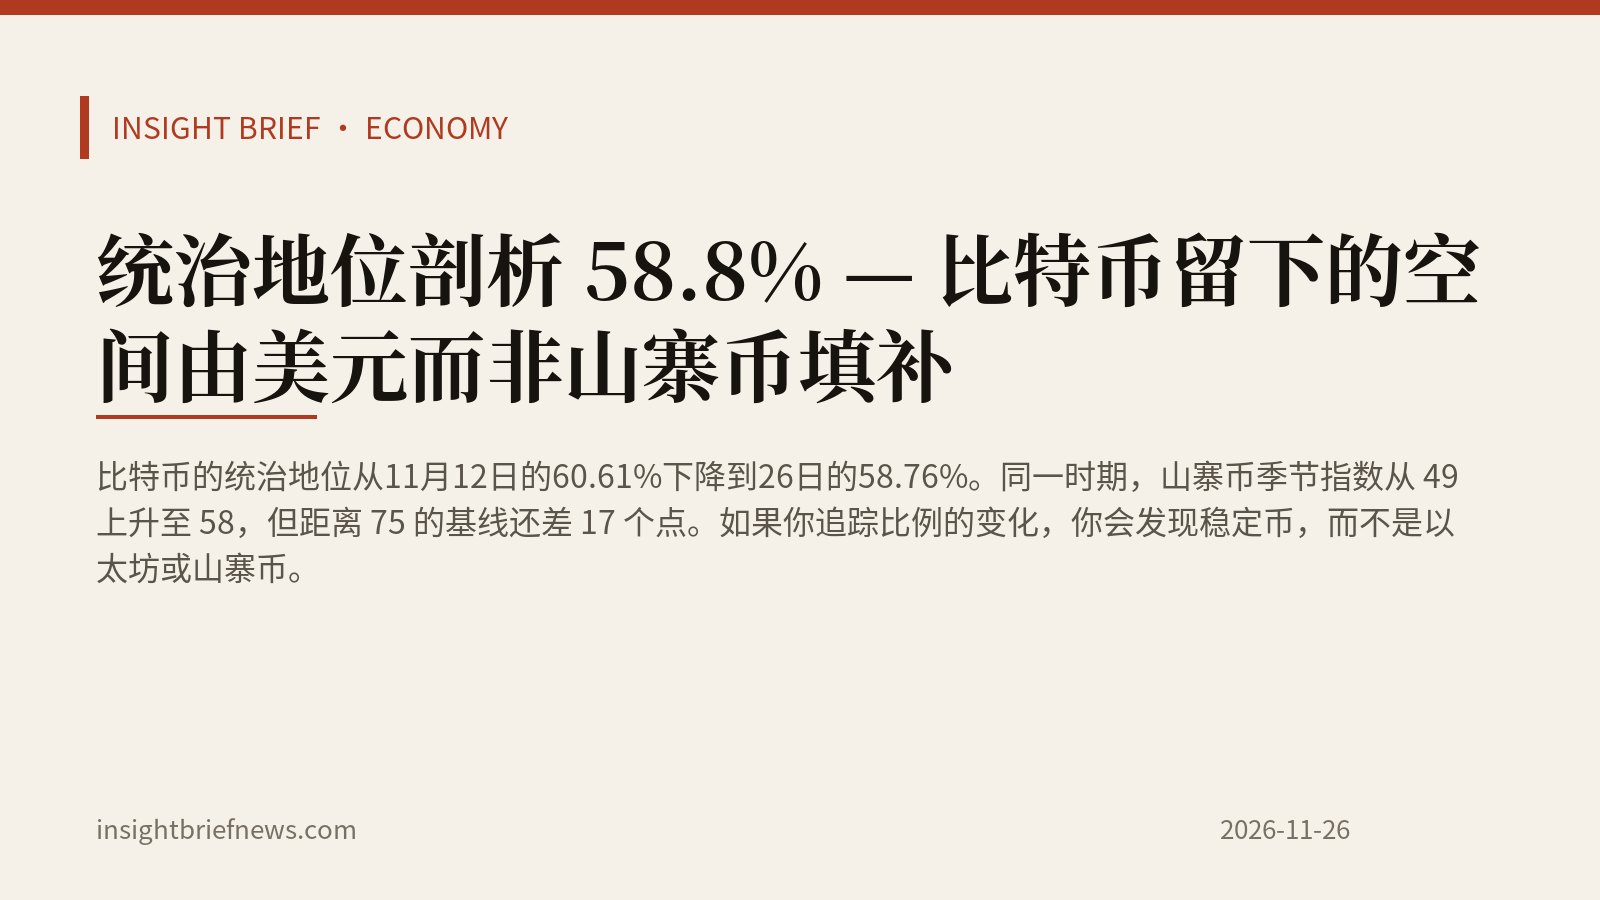 INSIGHT BRIEF · ECONOMY
统治地位剖析 58.8% — 比特币留下的空
间由美元而非山寨币填补
比特币的统治地位从11月12日的60.61%下降到26日的58.76%。同一时期，山寨币季节指数从 49
上升至 58，但距离 75 的基线还差 17 个点。如果你追踪比例的变化，你会发现稳定币，而不是以
太坊或山寨币。
insightbriefnews.com
2026-11-26